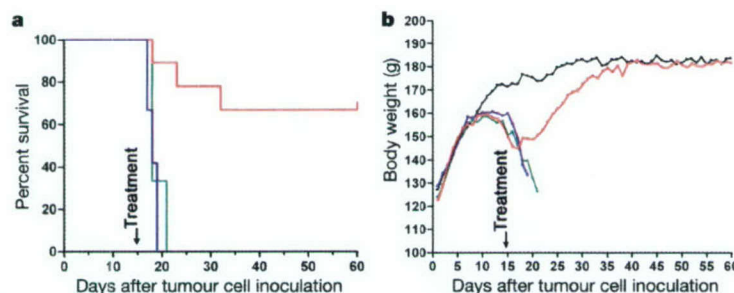 a
100
80
60
40
20
0
Percent survival
Treatment
0 20 30 40 50 60
Days after tumour cell inoculation
b
200
190
180
170
160
150
140
130
120
110
100
Body weight (g)
Treatment
0 5 10 15 20 25 30 35 40 45 50 55 60
Days after tumour cell inoculation